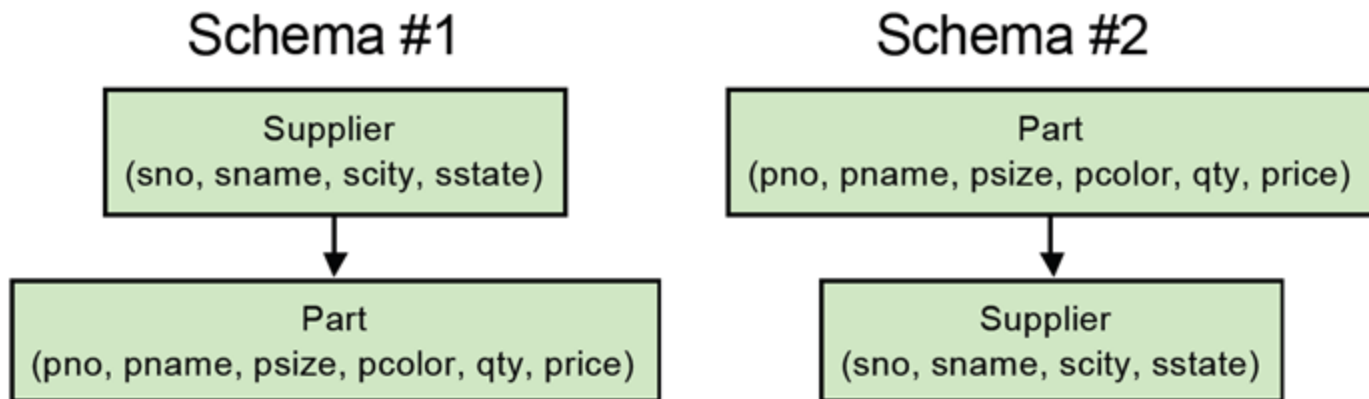 Schema #1
Supplier
(sno, sname, scity, sstate)
Part
(pno, pname, psize, pcolor, qty, price)
Schema #2
Part
(pno, pname, psize, pcolor, qty, price)
Supplier
(sno, sname, scity, sstate)